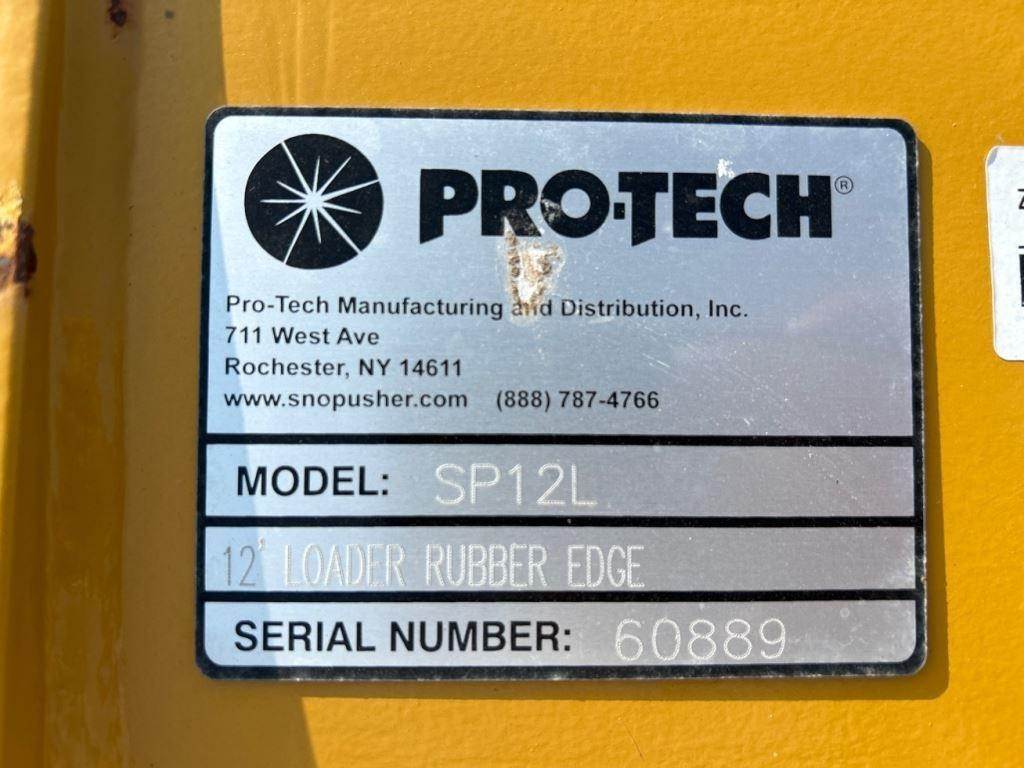 PRO-TECH®
Pro-Tech Manufacturing and Distribution, Inc.
711 West Ave
Rochester, NY 14611
www.snopusher.com (888) 787-4766
MODEL: SP12L
12' LOADER RUBBER EDGE
SERIAL NUMBER: 60889